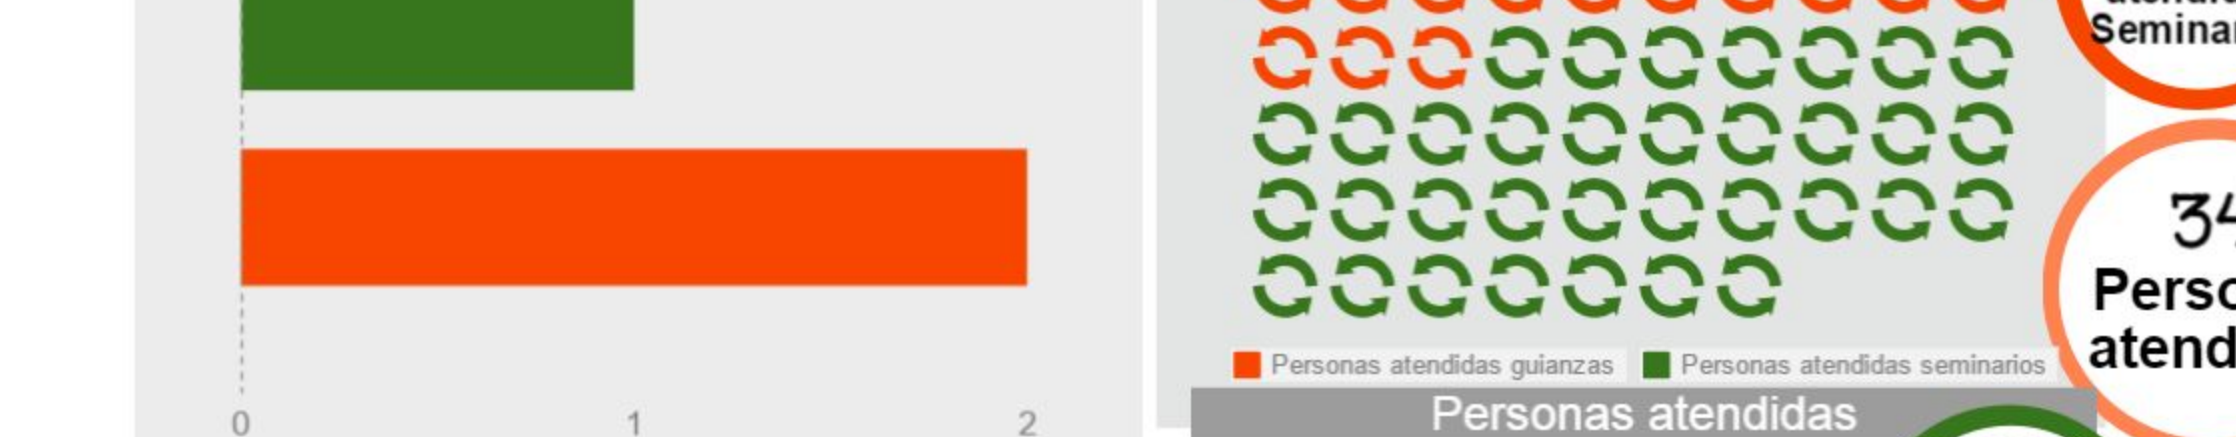 Seminar
34
Perso
atend
Personas atendidas guianzas
Personas atendidas seminarios
Personas atendidas
0
1
2